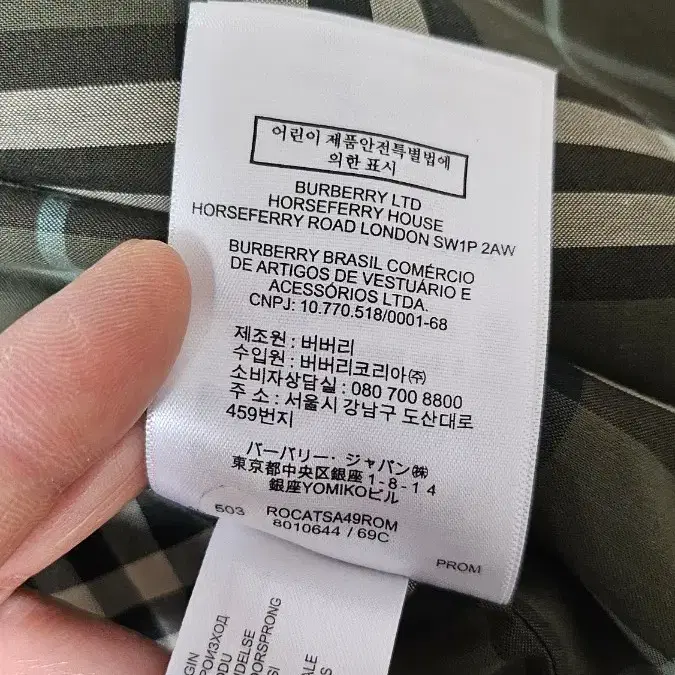 어린이 제품안전특별법에
의한 표시
BURBERRY LTD
HORSEFERRY HOUSE
HORSEFERRY ROAD LONDON SW1P 2AW
BURBERRY BRASIL COMÉRCIO
DE ARTIGOS DE VESTUÁRIO E
ACESSÓRIOS LTDA.
CNPJ: 10.770.518/0001-68
제조원 : 버버리
수입원 : 버버리코리아㈜
소비자상담실 : 080 700 8800
주 소 : 서울시 강남구 도산대로
459번지
バーバリー・ジャパン㈱
東京都中央区銀座1-8-14
銀座YOMIKOビル
503 ROCATSA49ROM
8010644 / 69C
PROM